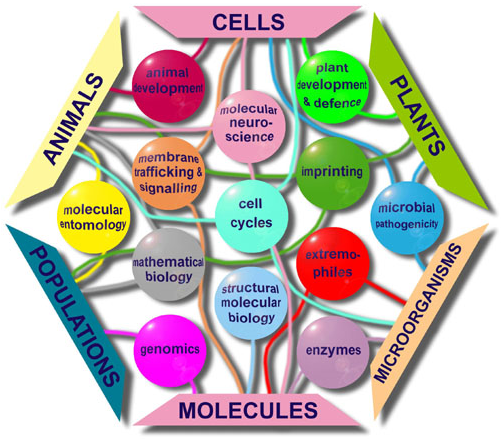 CELLS
ANIMALS
PLANTS
animal
development
plant
development
& defence
molecular
neuro-
science
membrane
trafficking &
signalling
imprinting
molecular
entomology
cell
cycles
microbial
pathogenicity
mathematical
biology
extremo-
philes
structural
molecular
biology
genomics
enzymes
POPULATIONS
MICROORGANISMS
MOLECULES